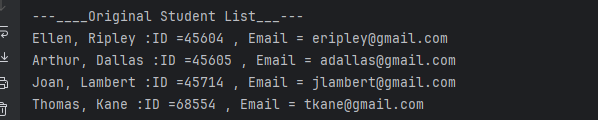 ---____Original Student List___---
Ellen, Ripley :ID =45604 , Email = eripley@gmail.com
Arthur, Dallas :ID =45605 , Email = adallas@gmail.com
Joan, Lambert :ID =45714 , Email = jlambert@gmail.com
Thomas, Kane :ID =68554 , Email = tkane@gmail.com